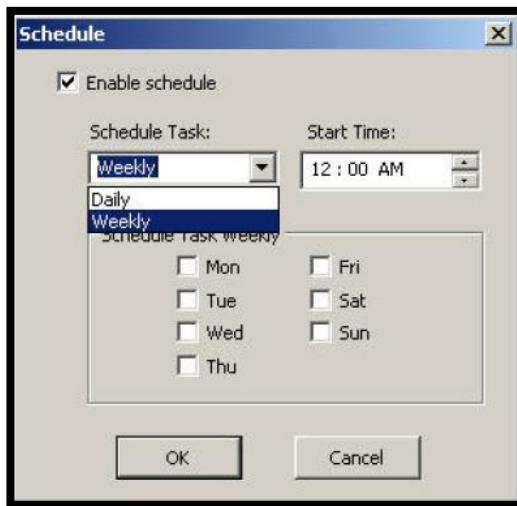 Schedule
Enable schedule
Schedule Task: Start Time:
Weekly 12 : 00 AM
Daily
Weekly
Schedule Task Weekly
Mon Fri
Tue Sat
Wed Sun
Thu
OK Cancel